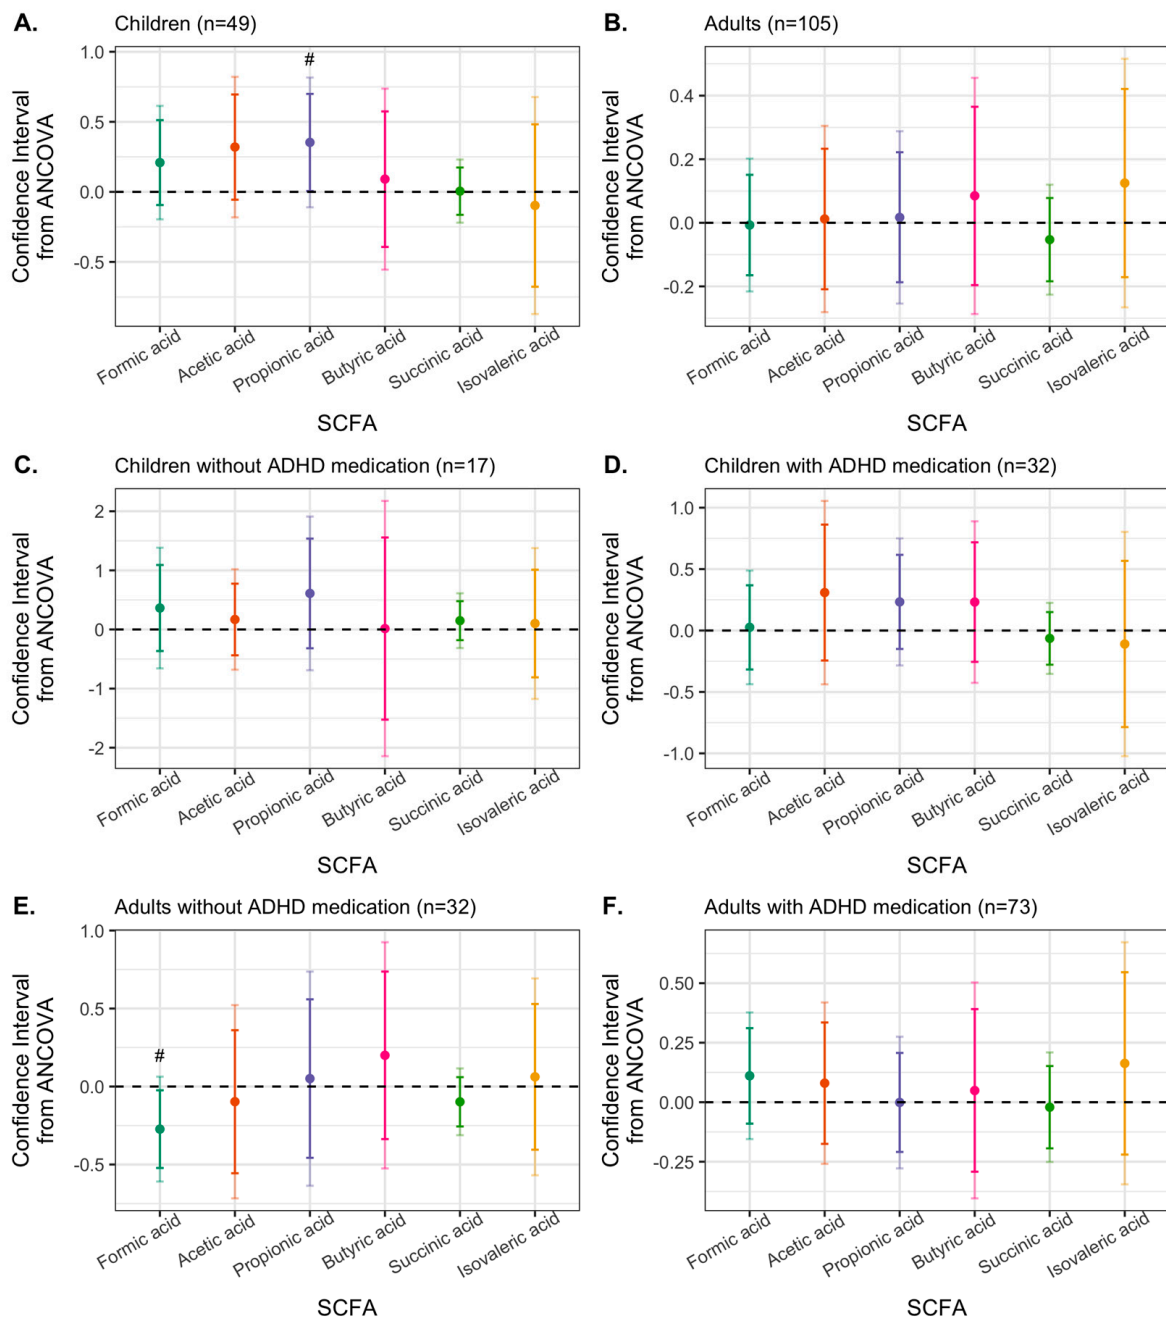 A. Children (n=49)
#
1.0
0.5
0.0
-0.5
Confidence Interval
from ANCOVA
Formic acid
Acetic acid
Propionic acid
Butyric acid
Succinic acid
Isovaleric acid
SCFA
B. Adults (n=105)
0.4
0.2
0.0
-0.2
Confidence Interval
from ANCOVA
Formic acid
Acetic acid
Propionic acid
Butyric acid
Succinic acid
Isovaleric acid
SCFA
C. Children without ADHD medication (n=17)
2
1
0
-1
-2
Confidence Interval
from ANCOVA
Formic acid
Acetic acid
Propionic acid
Butyric acid
Succinic acid
Isovaleric acid
SCFA
D. Children with ADHD medication (n=32)
1.0
0.5
0.0
-0.5
-1.0
Confidence Interval
from ANCOVA
Formic acid
Acetic acid
Propionic acid
Butyric acid
Succinic acid
Isovaleric acid
SCFA
E. Adults without ADHD medication (n=32)
1.0
0.5
#
0.0
-0.5
Confidence Interval
from ANCOVA
Formic acid
Acetic acid
Propionic acid
Butyric acid
Succinic acid
Isovaleric acid
SCFA
F. Adults with ADHD medication (n=73)
0.50
0.25
0.00
-0.25
Confidence Interval
from ANCOVA
Formic acid
Acetic acid
Propionic acid
Butyric acid
Succinic acid
Isovaleric acid
SCFA